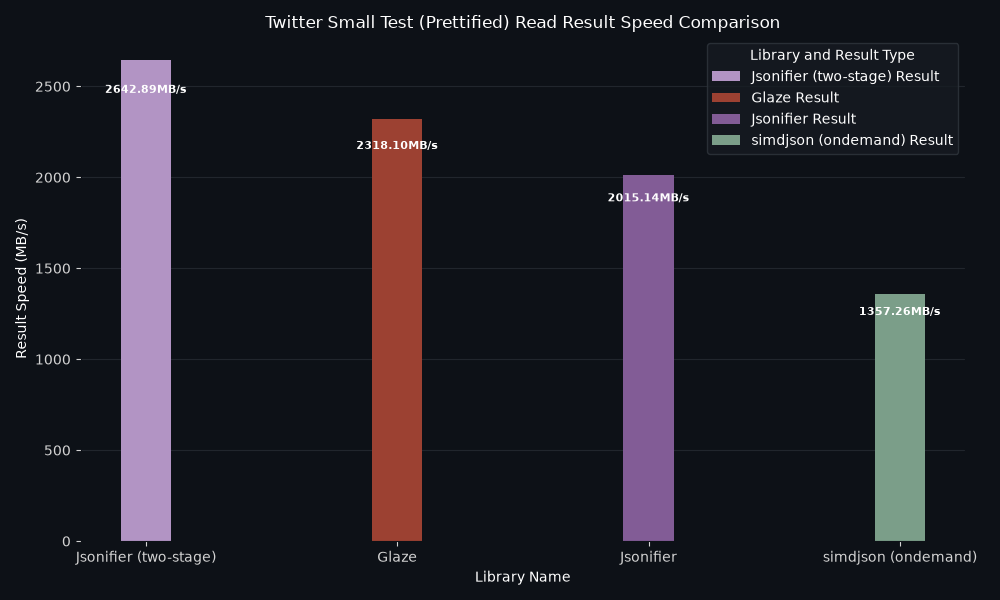 Twitter Small Test (Prettified) Read Result Speed Comparison
Library and Result Type
Jsonifier (two-stage) Result
Glaze Result
Jsonifier Result
simdjson (ondemand) Result
Result Speed (MB/s)
2500
2000
1500
1000
500
0
2642.89MB/s
2318.10MB/s
2015.14MB/s
1357.26MB/s
Jsonifier (two-stage)
Glaze
Jsonifier
simdjson (ondemand)
Library Name